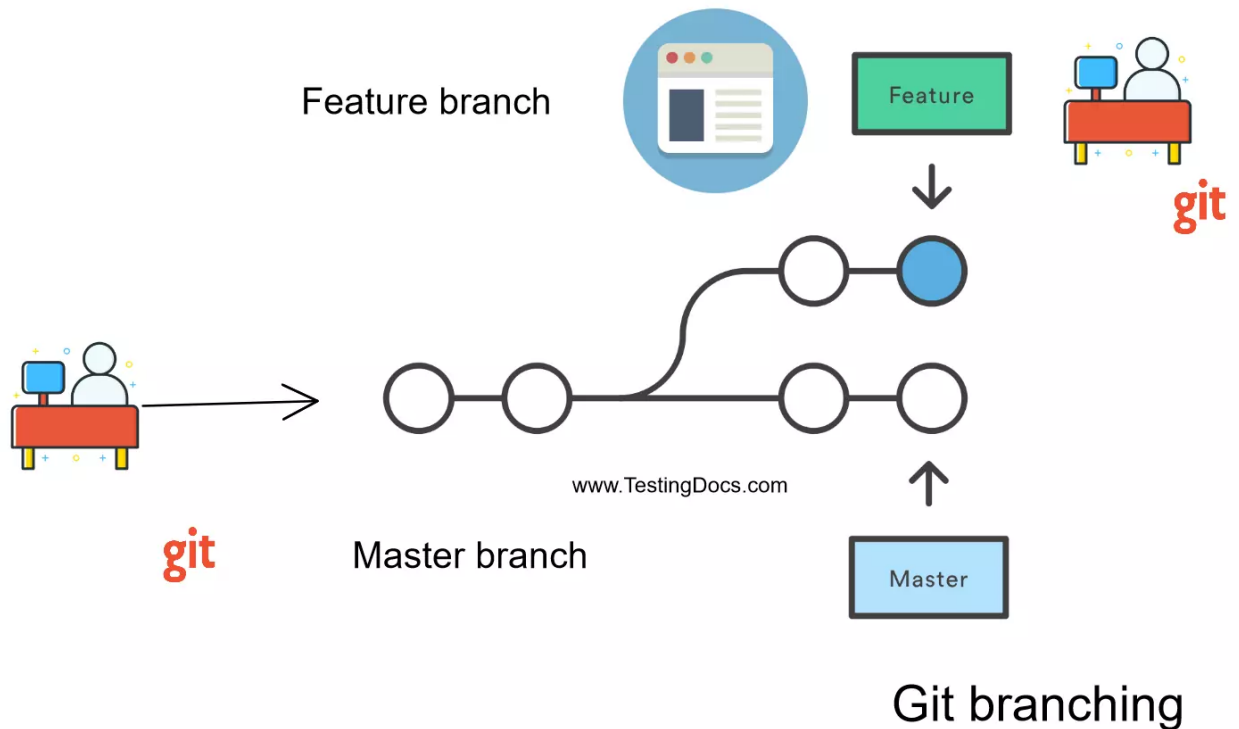 Feature branch
Feature
git
www.TestingDocs.com
git
Master branch
Master
Git branching